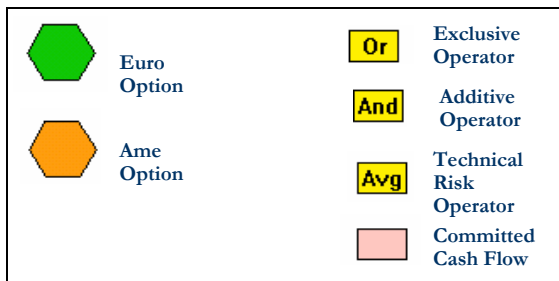 Euro
Option
Ame
Option
Or
Exclusive
Operator
And
Additive
Operator
Avg
Technical
Risk
Operator
Committed
Cash Flow